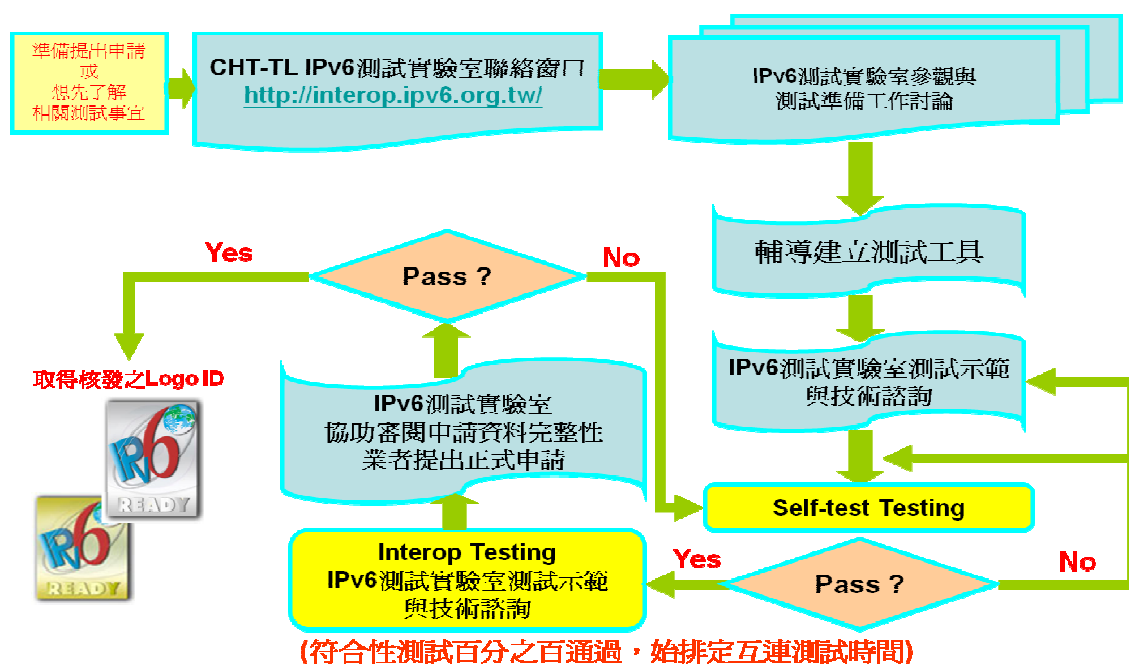 準備提出申請
或
想先了解
相關測試事宜
CHT-TL IPv6測試實驗室聯絡窗口
http://interop.ipv6.org.tw/
IPv6測試實驗室參觀與
測試準備工作討論
輔導建立測試工具
IPv6測試實驗室測試示範
與技術諮詢
Self-test Testing
Pass ?
No
Yes
Interop Testing
IPv6測試實驗室測試示範
與技術諮詢
(符合性測試百分之百通過，始排定互連測試時間)
IPv6測試實驗室
協助審閱申請資料完整性
業者提出正式申請
Pass ?
No
Yes
取得核發之Logo ID
IPv6
READY
IPv6
READY